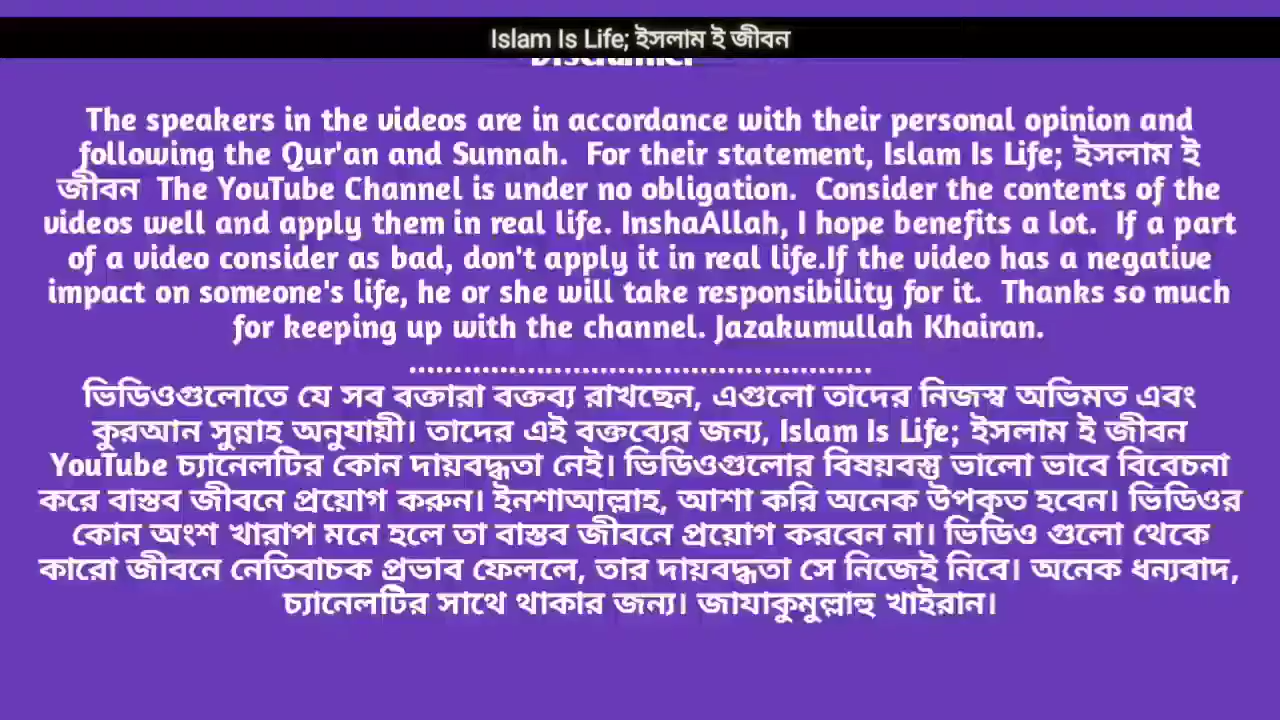 Islam Is Life; ইসলাম ই জীবন
Disclaimer
The speakers in the videos are in accordance with their personal opinion and
following the Qur'an and Sunnah. For their statement, Islam Is Life; ইসলাম ই
জীবন The YouTube Channel is under no obligation. Consider the contents of the
videos well and apply them in real life. InshaAllah, I hope benefits a lot. If a part
of a video consider as bad, don't apply it in real life.If the video has a negative
impact on someone's life, he or she will take responsibility for it. Thanks so much
for keeping up with the channel. Jazakumullah Khairan.
..................................................
ভিডিওগুলোতে যে সব বক্তারা বক্তব্য রাখছেন, এগুলো তাদের নিজস্ব অভিমত এবং
কুরআন সুন্নাহ অনুযায়ী। তাদের এই বক্তব্যের জন্য, Islam Is Life; ইসলাম ই জীবন
YouTube চ্যানেলটির কোন দায়বদ্ধতা নেই। ভিডিওগুলোর বিষয়বস্তু ভালো ভাবে বিবেচনা
করে বাস্তব জীবনে প্রয়োগ করুন। ইনশাআল্লাহ, আশা করি অনেক উপকৃত হবেন। ভিডিওর
কোন অংশ খারাপ মনে হলে তা বাস্তব জীবনে প্রয়োগ করবেন না। ভিডিও গুলো থেকে
কারো জীবনে নেতিবাচক প্রভাব ফেললে, তার দায়বদ্ধতা সে নিজেই নিবে। অনেক ধন্যবাদ,
চ্যানেলটির সাথে থাকার জন্য। জাযাকুমুল্লাহু খাইরান।